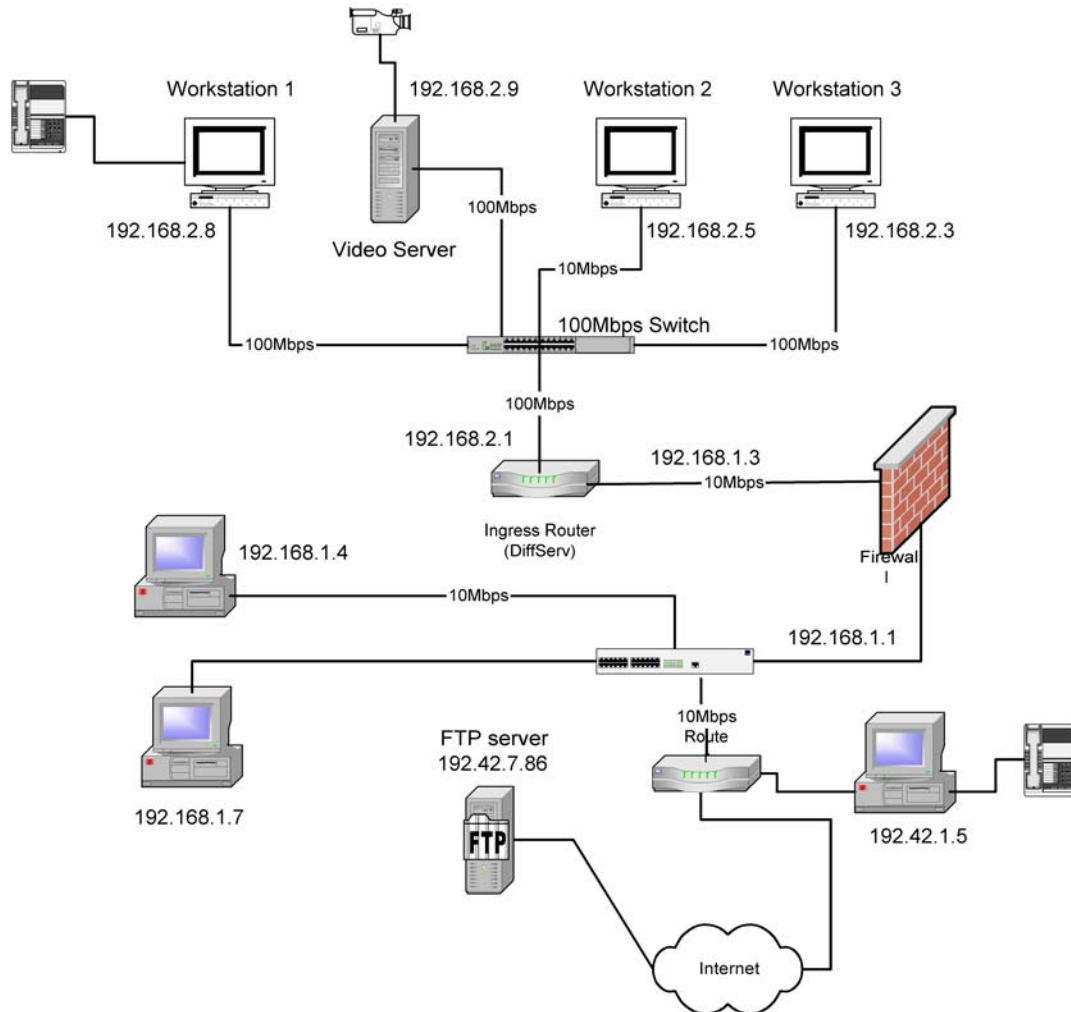 Workstation 1
192.168.2.9
Workstation 2
Workstation 3
192.168.2.8
Video Server
100Mbps
192.168.2.5
192.168.2.3
10Mbps
100Mbps Switch
100Mbps
100Mbps
100Mbps
192.168.2.1
192.168.1.3
10Mbps
Ingress Router
(DiffServ)
Firewal
l
192.168.1.4
10Mbps
192.168.1.1
10Mbps
Route
FTP server
192.42.7.86
FTP
192.168.1.7
192.42.1.5
Internet